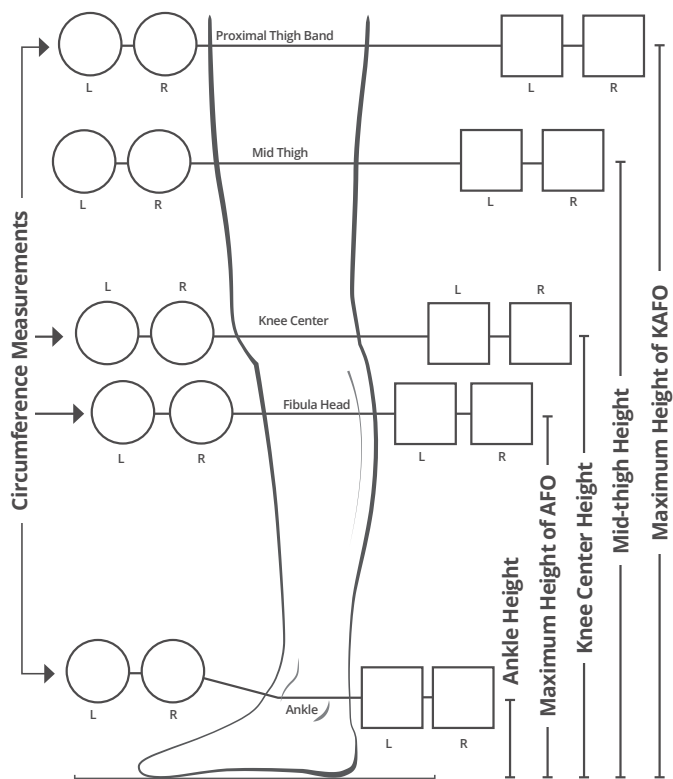 Proximal Thigh Band
L R L R
Mid Thigh
L R L R
L R L R
Knee Center
Fibula Head
L R L R
Ankle
L R L R
Circumference Measurements
Ankle Height
Maximum Height of AFO
Knee Center Height
Mid-thigh Height
Maximum Height of KAFO